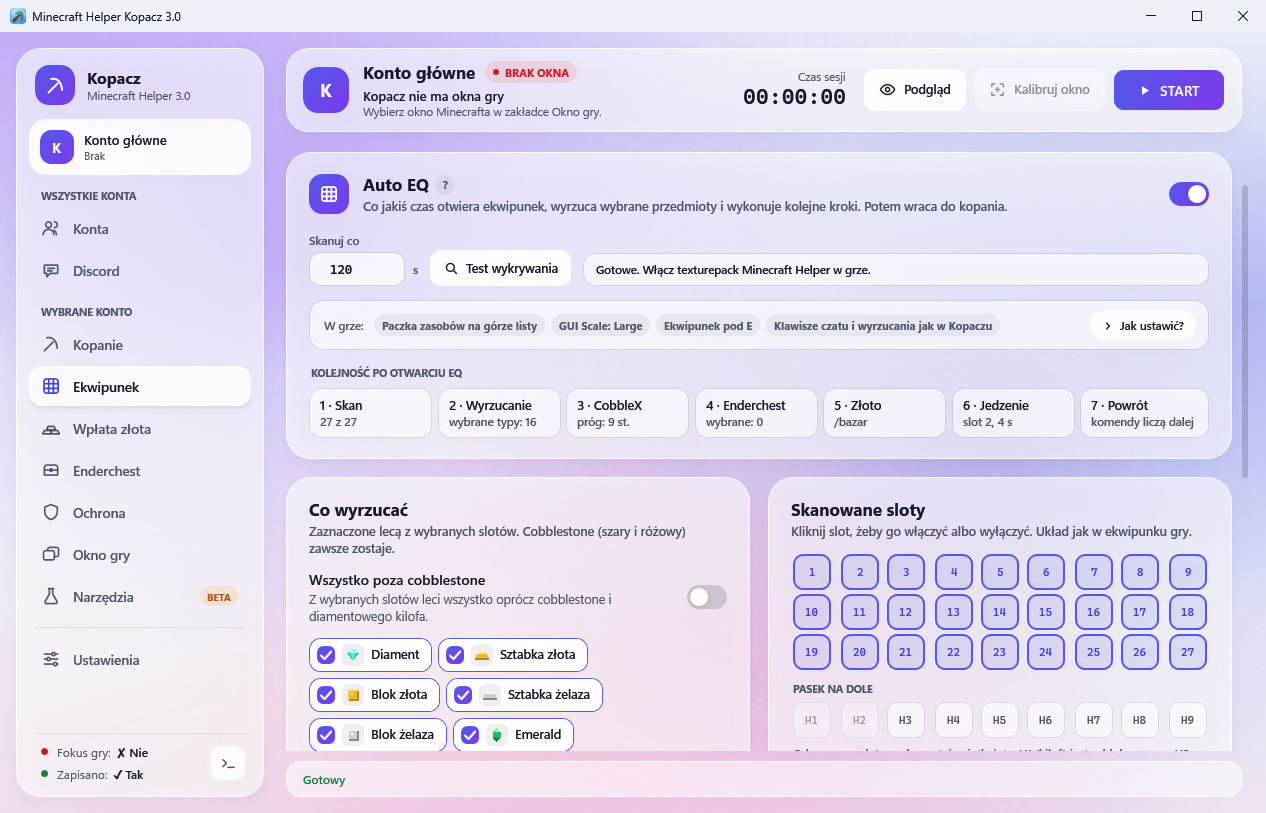 Minecraft Helper Kopacz 3.0
Kopacz
Minecraft Helper 3.0
K
Konto główne
Brak
WSZYSTKIE KONTA
Konta
Discord
WYBRANE KONTO
Kopanie
Ekwipunek
Wpłata złota
Enderchest
Ochrona
Okno gry
Narzędzia BETA
Ustawienia
Fokus gry: ✗ Nie
Zapisano: ✓ Tak
K
Konto główne
BRAK OKNA
Kopacz nie ma okna gry
Wybierz okno Minecrafta w zakładce Okno gry.
Czas sesji
00:00:00
Podgląd
Kalibruj okno
START
Auto EQ ?
Co jakiś czas otwiera ekwipunek, wyrzuca wybrane przedmioty i wykonuje kolejne kroki. Potem wraca do kopania.
Skanuj co
120 s
Test wykrywania
Gotowe. Włącz texturepack Minecraft Helper w grze.
W grze: Paczka zasobów na górze listy GUI Scale: Large Ekwipunek pod E Klawisze czatu i wyrzucania jak w Kopaczu
Jak ustawić?
KOLEJNOŚĆ PO OTWARCIU EQ
1 · Skan
27 z 27
2 · Wyrzucanie
wybrane typy: 16
3 · CobbleX
próg: 9 st.
4 · Enderchest
wybrane: 0
5 · Złoto
/bazar
6 · Jedzenie
slot 2, 4 s
7 · Powrót
komendy liczą dalej
Co wyrzucać
Zaznaczone lecą z wybranych slotów. Cobblestone (szary i różowy)
zawsze zostaje.
Wszystko poza cobblestone
Z wybranych slotów leci wszystko oprócz cobblestone i
diamentowego kilofa.
Diament Sztabka złota
Blok złota Sztabka żelaza
Blok żelaza Emerald
Skanowane sloty
Kliknij slot, żeby go włączyć albo wyłączyć. Układ jak w ekwipunku gry.
1 2 3 4 5 6 7 8 9
10 11 12 13 14 15 16 17 18
19 20 21 22 23 24 25 26 27
PASEK NA DOLE
H1 H2 H3 H4 H5 H6 H7 H8 H9
Gotowy